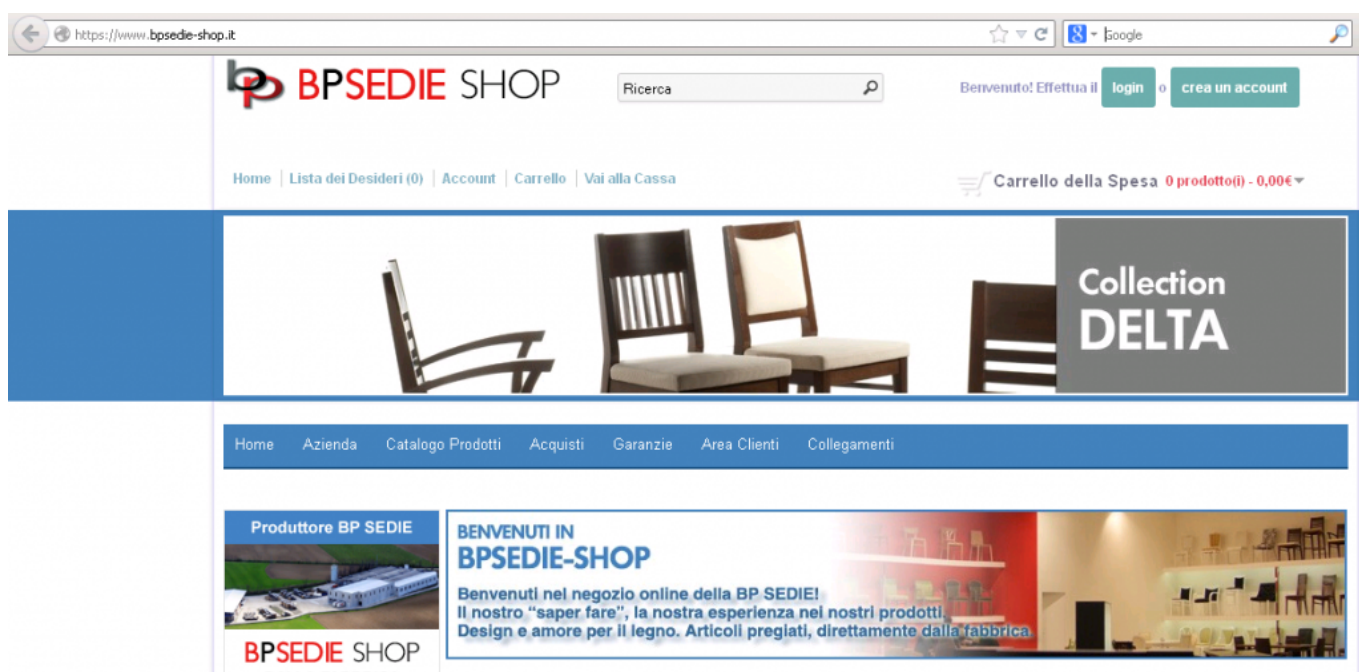 https://www.bpsedie-shop.it
Google
BPSEDIE SHOP
Ricerca
Benvenuto! Effettua il login o crea un account
Home Lista dei Desideri (0) Account Carrello Vai alla Cassa
Carrello della Spesa 0 prodotto(i) - 0,00€
Collection
DELTA
Home Azienda Catalogo Prodotti Acquisti Garanzie Area Clienti Collegamenti
Produttore BP SEDIE
BPSEDIE SHOP
BENVENUTI IN
BPSEDIE-SHOP
Benvenuti nel negozio online della BP SEDIE!
Il nostro “saper fare”, la nostra esperienza nei nostri prodotti,
Design e amore per il legno. Articoli pregiati, direttamente dalla fabbrica